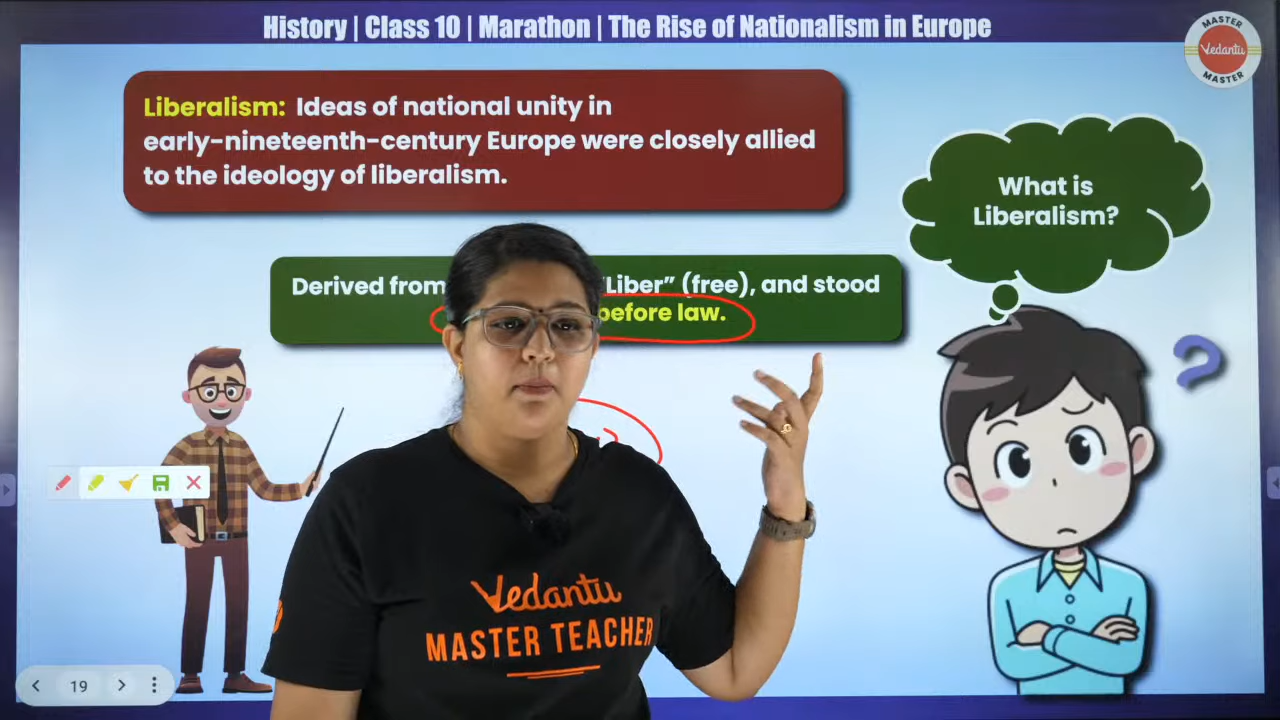 History | Class 10 | Marathon | The Rise of Nationalism in Europe
MASTER
Vedantu
MASTER
Liberalism: Ideas of national unity in
early-nineteenth-century Europe were closely allied
to the ideology of liberalism.
What is
Liberalism?
Derived from "Liber" (free), and stood
before law.
?
Vedantu
MASTER TEACHER
19